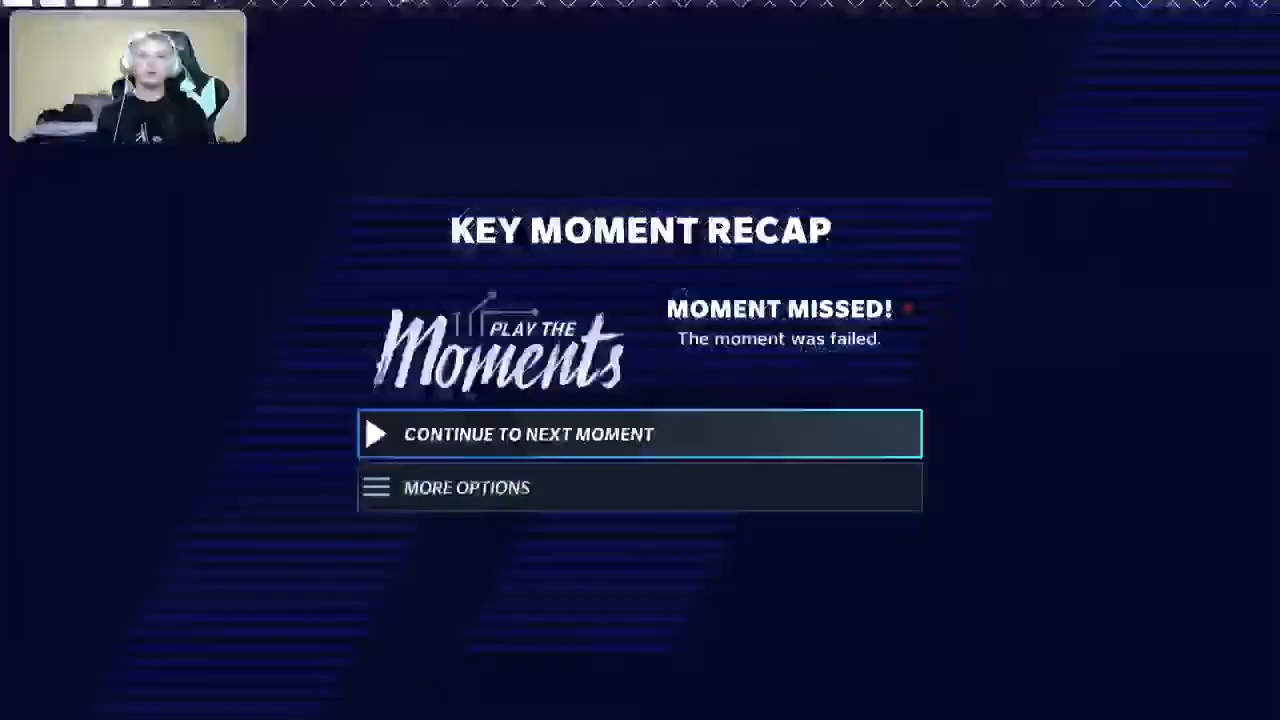 KEY MOMENT RECAP
PLAY THE
Moments
MOMENT MISSED!
The moment was failed.
CONTINUE TO NEXT MOMENT
MORE OPTIONS